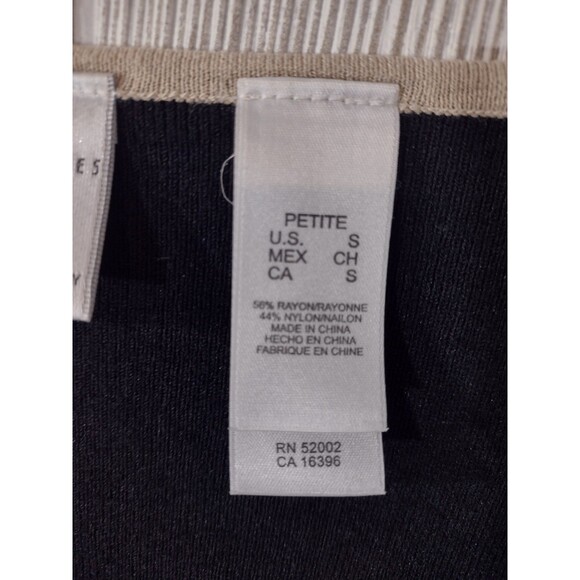 E S
Y
PETITE
U.S. S
MEX CH
CA S
56% RAYON/RAYONNE
44% NYLON/NAILON
MADE IN CHINA
HECHO EN CHINA
FABRIQUE EN CHINE
RN 52002
CA 16396